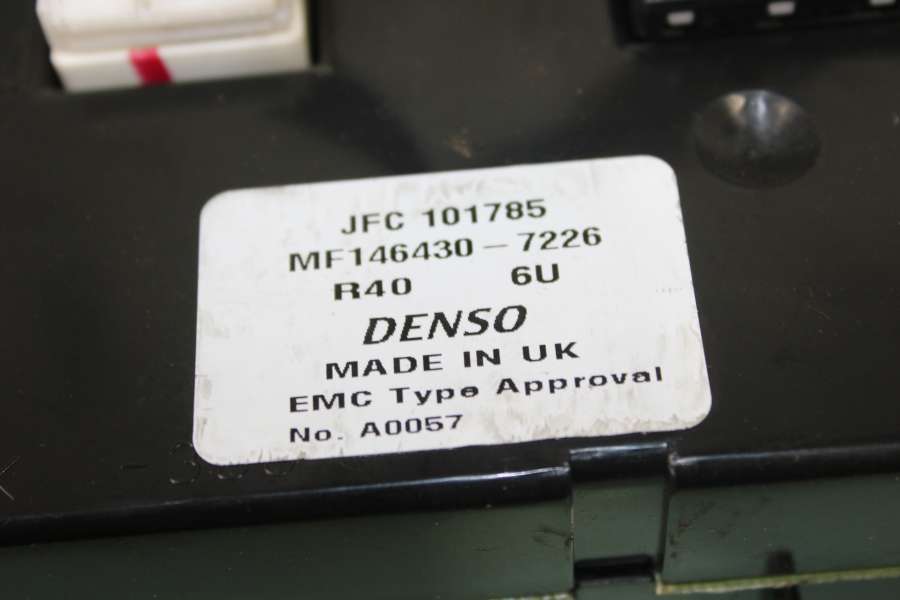 JFC 101785
MF146430-7226
R40 6U
DENSO
MADE IN UK
EMC Type Approval
No. A0057